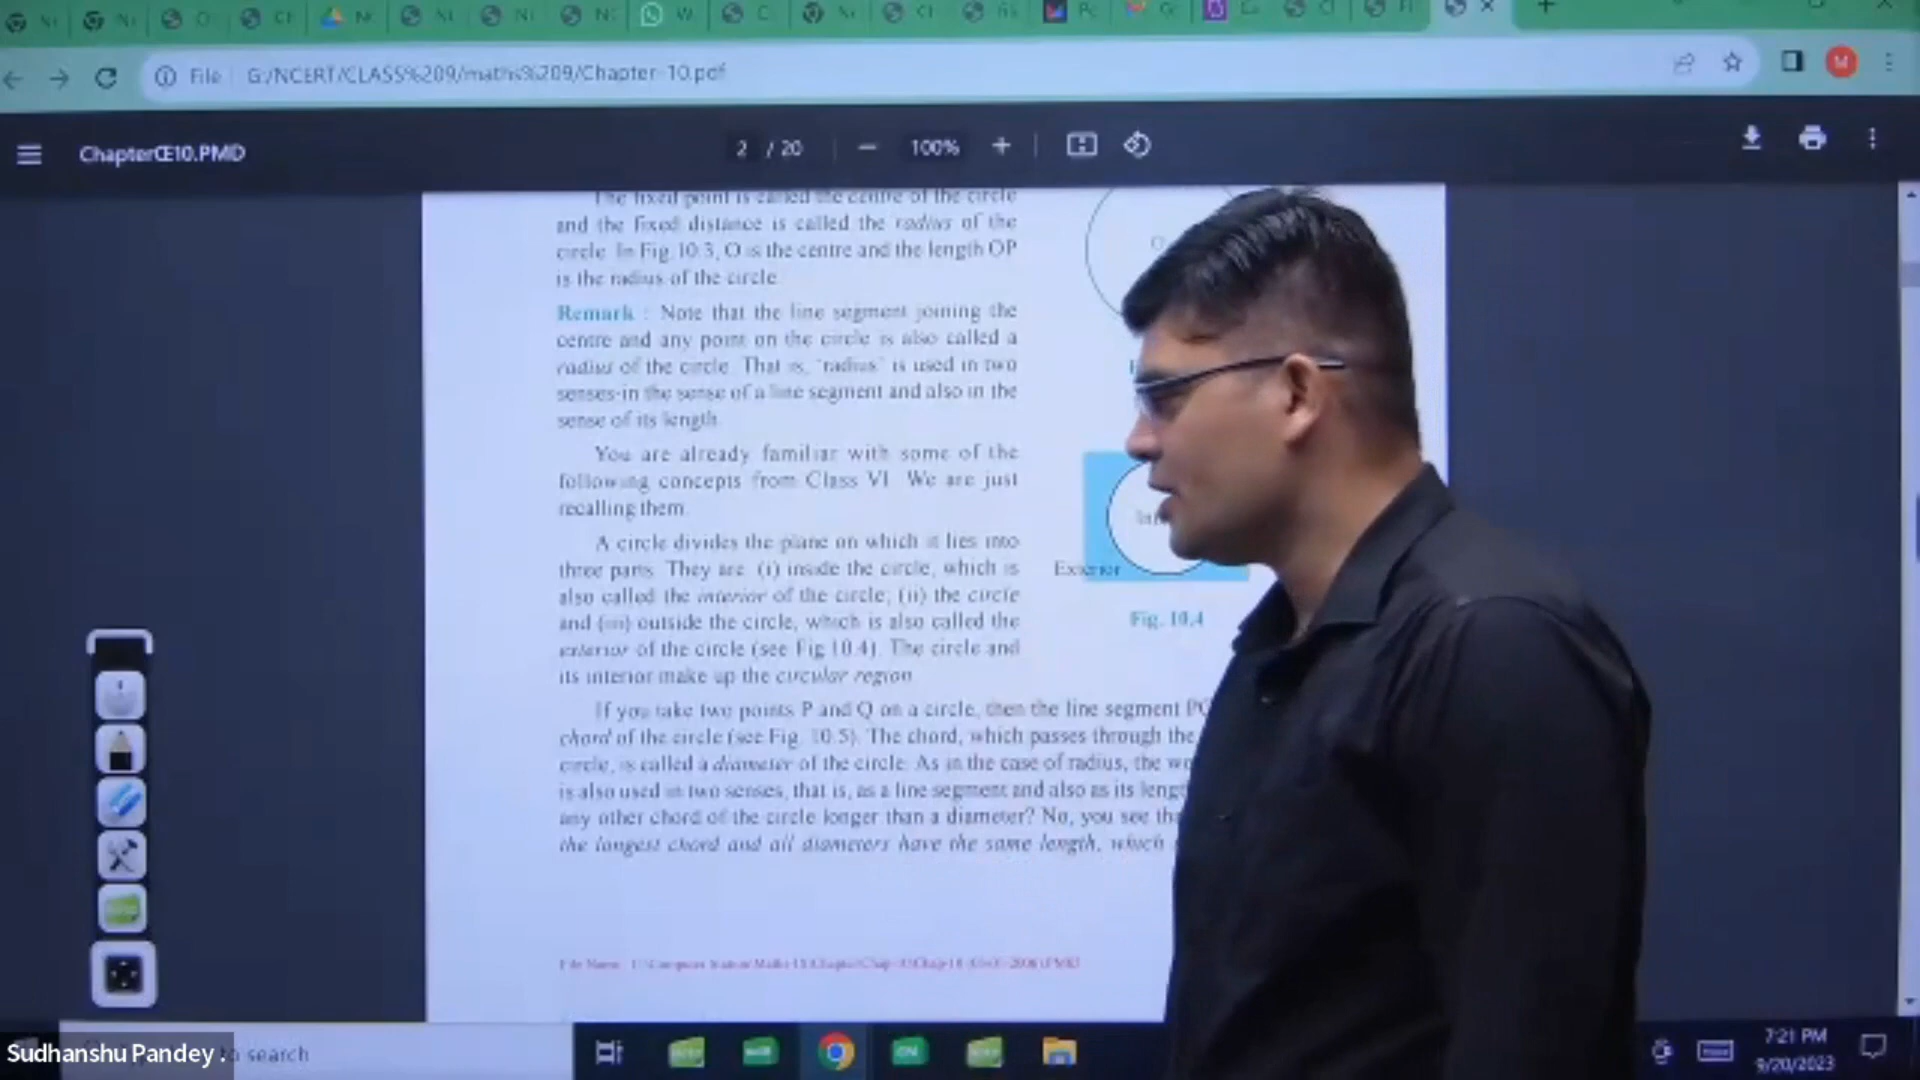 File G:/NCERT/CLASS%209/maths%209/Chapter-10.pdf
ChapterŒ10.PMD
2 / 20
100%
The fixed point is called the centre of the circle
and the fixed distance is called the radius of the
circle. In Fig. 10.3, O is the centre and the length OP
is the radius of the circle.
Remark : Note that the line segment joining the
centre and any point on the circle is also called a
radius of the circle. That is, ‘radius’ is used in two
senses-in the sense of a line segment and also in the
sense of its length.
You are already familiar with some of the
following concepts from Class VI. We are just
recalling them.
A circle divides the plane on which it lies into
three parts. They are: (i) inside the circle, which is
also called the interior of the circle; (ii) the circle
and (iii) outside the circle, which is also called the
exterior of the circle (see Fig.10.4). The circle and
its interior make up the circular region.
Exterior
Fig. 10.4
If you take two points P and Q on a circle, then the line segment PQ
chord of the circle (see Fig. 10.5). The chord, which passes through the
circle, is called a diameter of the circle. As in the case of radius, the
is also used in two senses, that is, as a line segment and also as its length
any other chord of the circle longer than a diameter? No, you see
the longest chord and all diameters have the same length, which
Sudhanshu Pandey
search
7:21 PM
9/20/2023